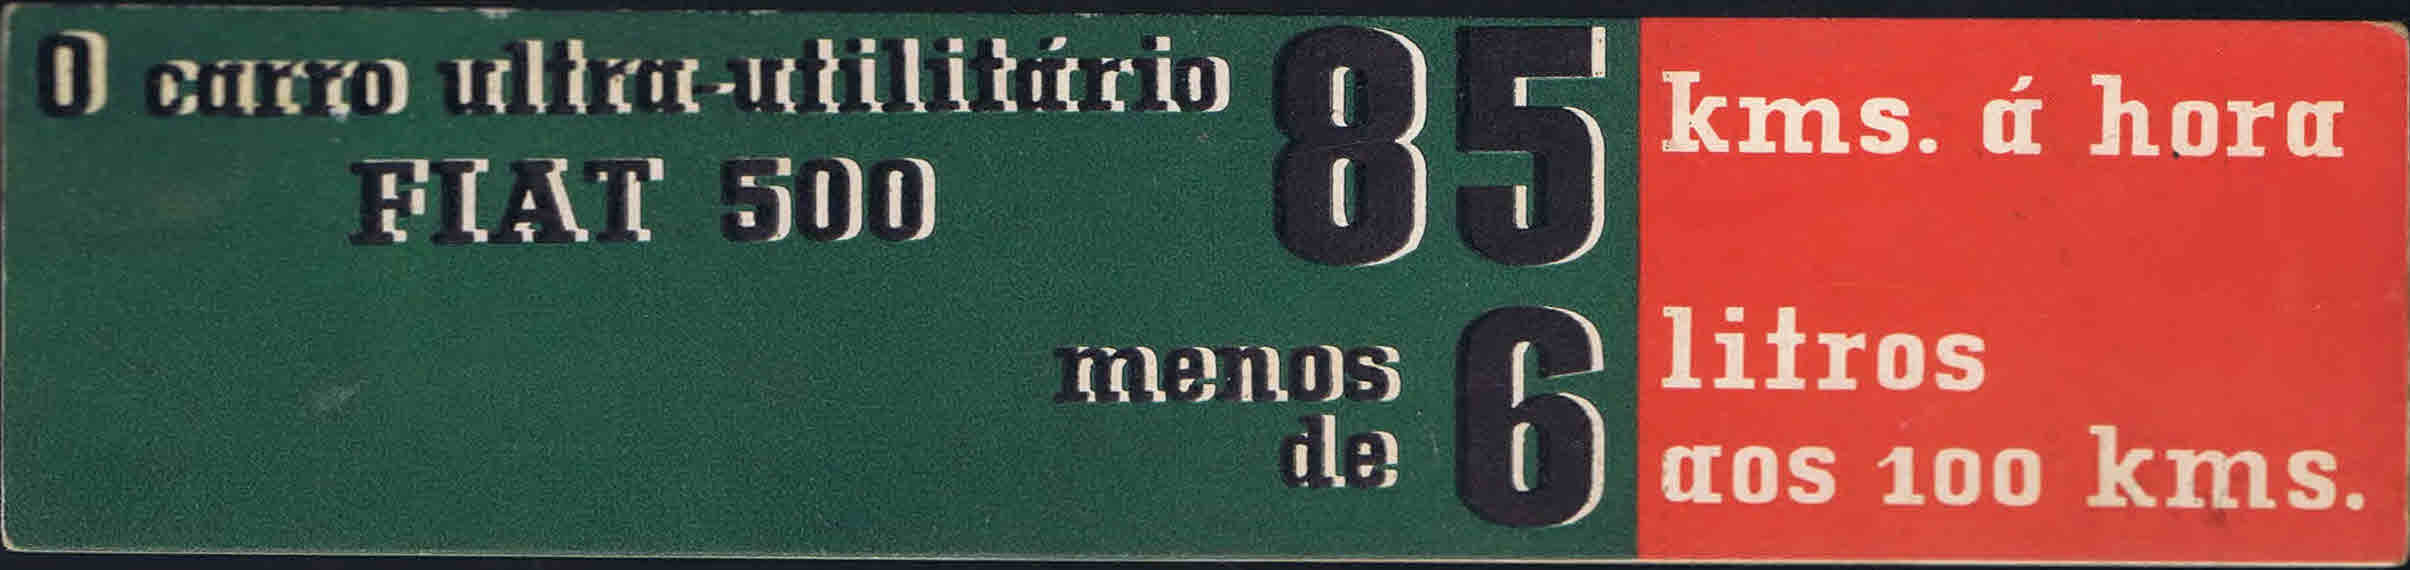 O carro ultra-utilitário
FIAT 500
85 kms. á hora
menos de 6 litros
aos 100 kms.